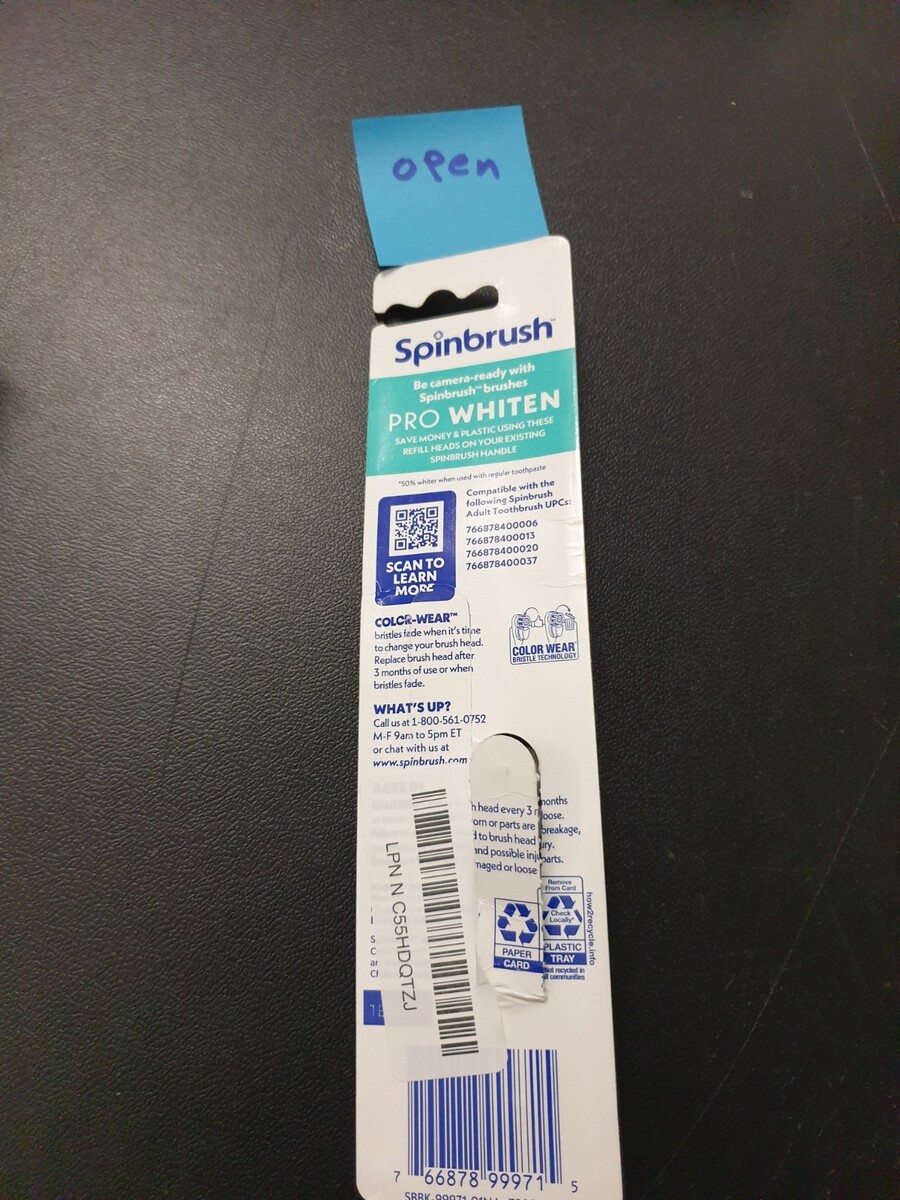 open
Spinbrush™
Be camera-ready with
Spinbrush™ brushes
PRO WHITEN
SAVE MONEY & PLASTIC USING THESE
REFILL HEADS ON YOUR EXISTING
SPINBRUSH HANDLE
*50% whiter when used with regular toothpaste
SCAN TO
LEARN
MORE
Compatible with the
following Spinbrush
Adult Toothbrush UPCs:
766878400006
766878400013
766878400020
766878400037
COLOR-WEAR™
bristles fade when it's time
to change your brush head.
Replace brush head after
3 months of use or when
bristles fade.
COLOR WEAR
BRISTLE TECHNOLOGY
WHAT'S UP?
Call us at 1-800-561-0752
M-F 9am to 5pm ET
or chat with us at
www.spinbrush.com
head every 3 months
orn or parts are loose.
to brush head breakage,
and possible injury.
maged or loose parts.
LPN N C55HDQTZJ
PAPER
CARD
Remove
From Card
Check
Locally*
PLASTIC
TRAY
how2recycle.info
7 66878 99971 5